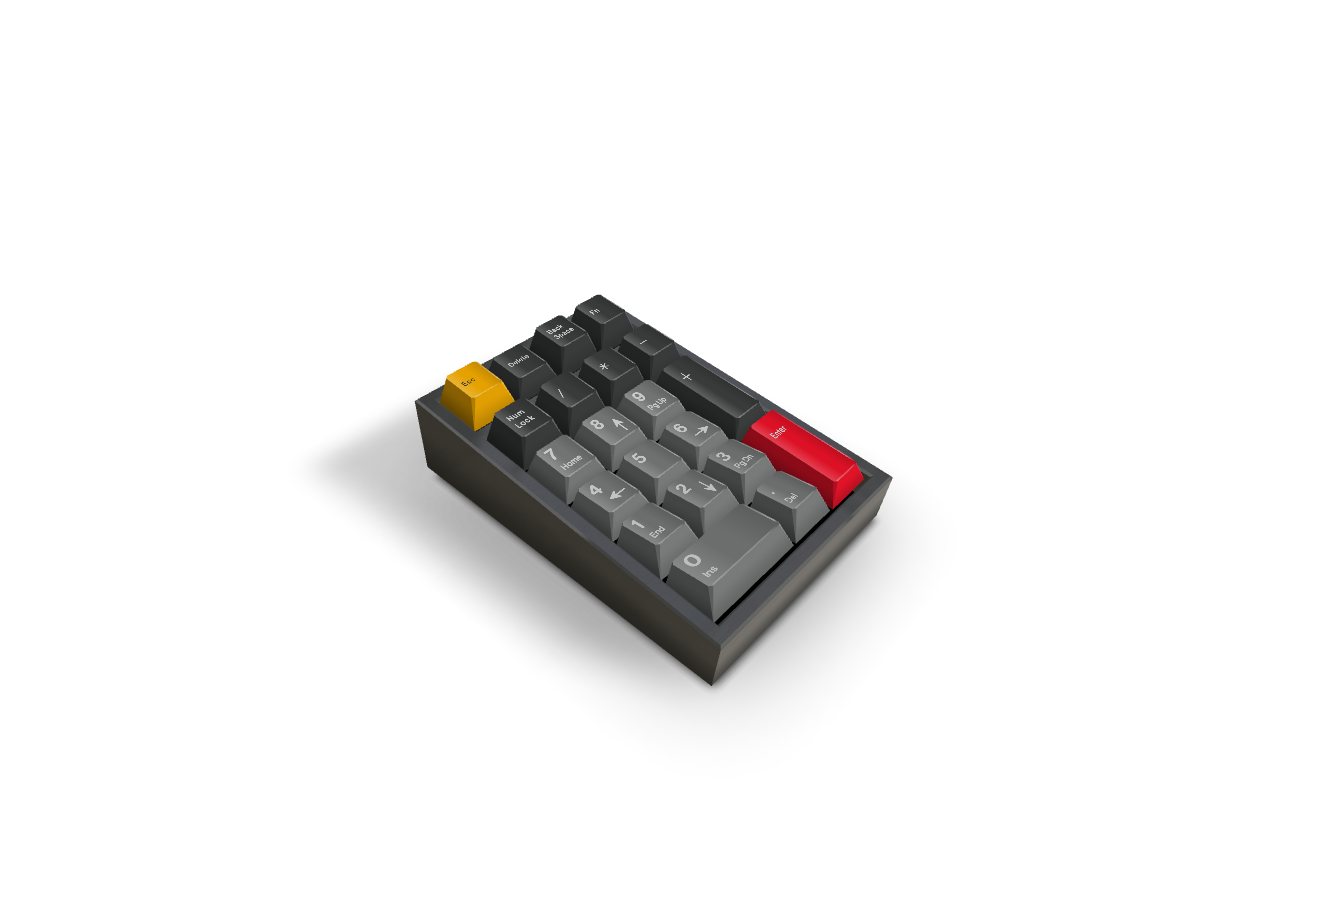 Esc
Delete
Back
Space
Fn
Num
Lock
/
*
-
7
Home
8 ↑
9
PgUp
+
4 ←
5
6 →
1
End
2 ↓
3
PgDn
Enter
0
Ins
.
Del